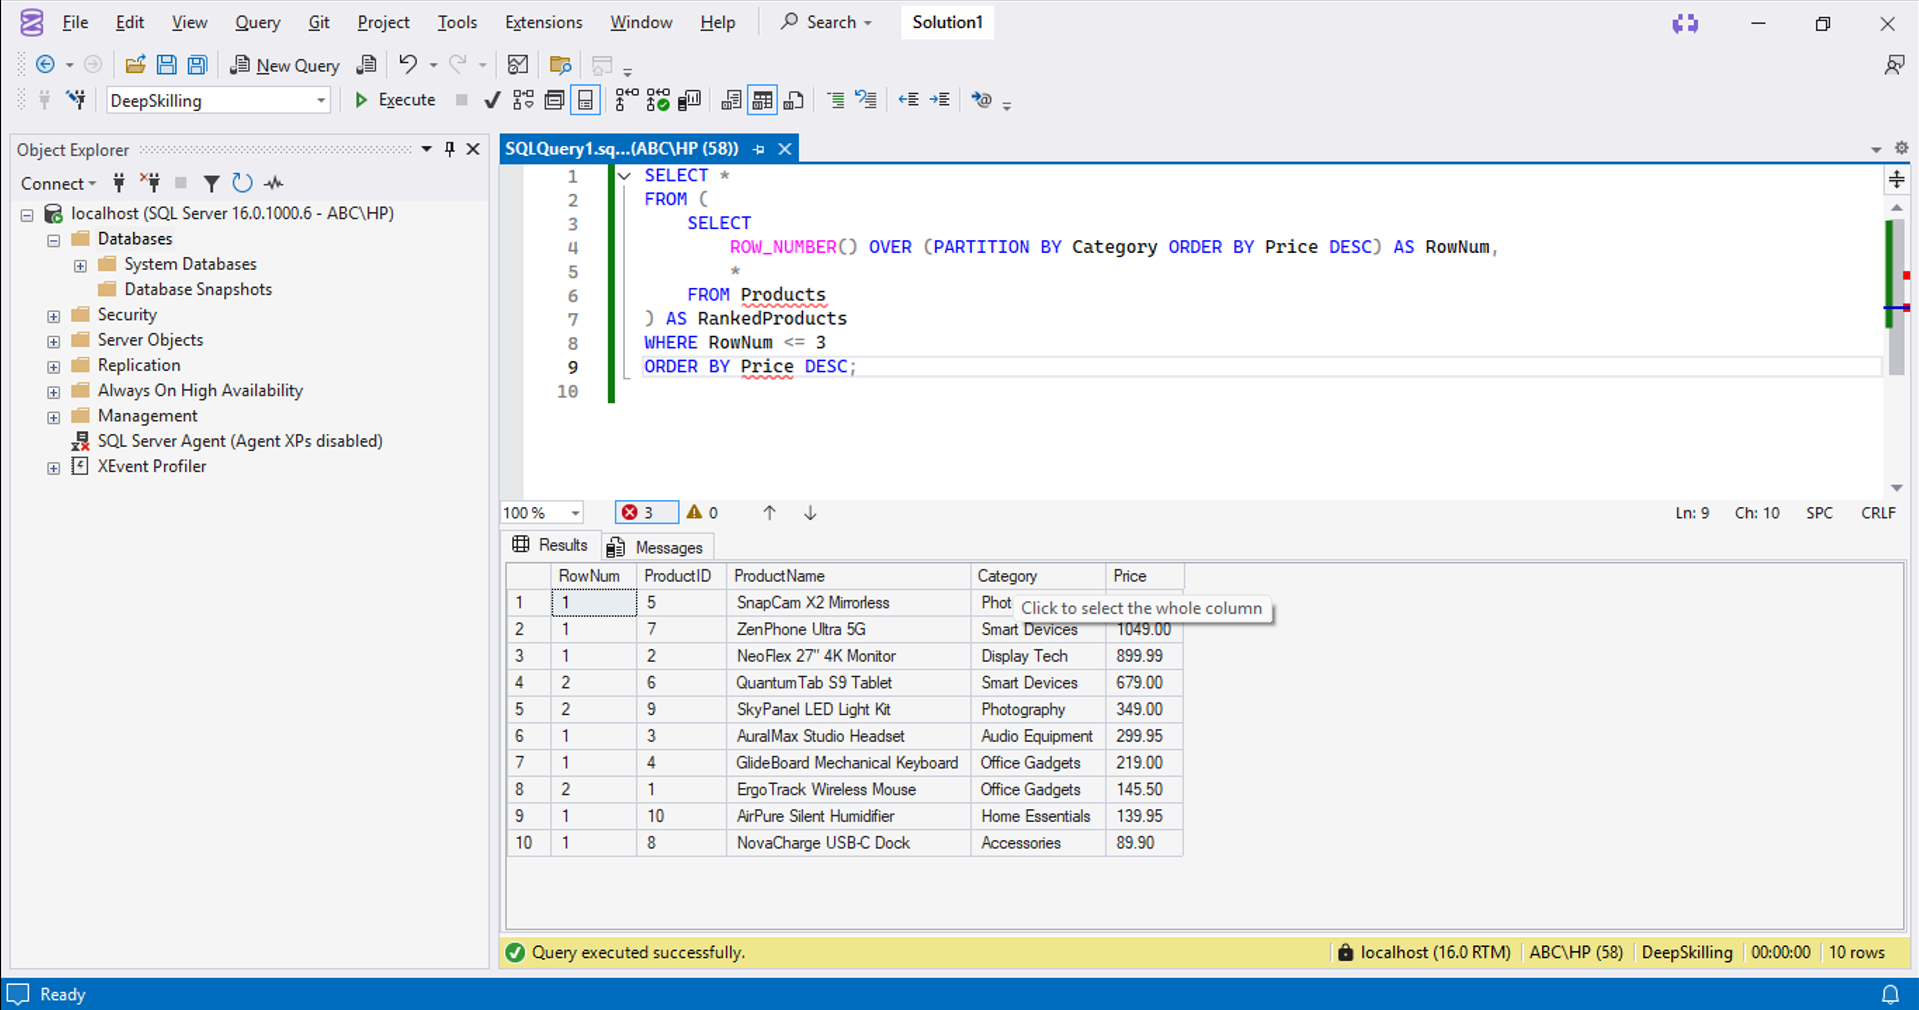 File Edit View Query Git Project Tools Extensions Window Help Search Solution1
New Query
DeepSkilling Execute
Object Explorer
Connect
localhost (SQL Server 16.0.1000.6 - ABC\HP)
Databases
System Databases
Database Snapshots
Security
Server Objects
Replication
Always On High Availability
Management
SQL Server Agent (Agent XPs disabled)
XEvent Profiler
SQLQuery1.sq...(ABC\HP (58))
1 SELECT *
2 FROM (
3 SELECT
4 ROW_NUMBER() OVER (PARTITION BY Category ORDER BY Price DESC) AS RowNum,
5 *
6 FROM Products
7 ) AS RankedProducts
8 WHERE RowNum <= 3
9 ORDER BY Price DESC;
10
100 % 3 0 Ln: 9 Ch: 10 SPC CRLF
Results Messages
RowNum ProductID ProductName Category Price
1 1 5 SnapCam X2 Mirrorless Phot
Click to select the whole column
2 1 7 ZenPhone Ultra 5G Smart Devices 1049.00
3 1 2 NeoFlex 27" 4K Monitor Display Tech 899.99
4 2 6 QuantumTab S9 Tablet Smart Devices 679.00
5 2 9 SkyPanel LED Light Kit Photography 349.00
6 1 3 AuralMax Studio Headset Audio Equipment 299.95
7 1 4 GlideBoard Mechanical Keyboard Office Gadgets 219.00
8 2 1 ErgoTrack Wireless Mouse Office Gadgets 145.50
9 1 10 AirPure Silent Humidifier Home Essentials 139.95
10 1 8 NovaCharge USB-C Dock Accessories 89.90
Query executed successfully. localhost (16.0 RTM) ABC\HP (58) DeepSkilling 00:00:00 10 rows
Ready